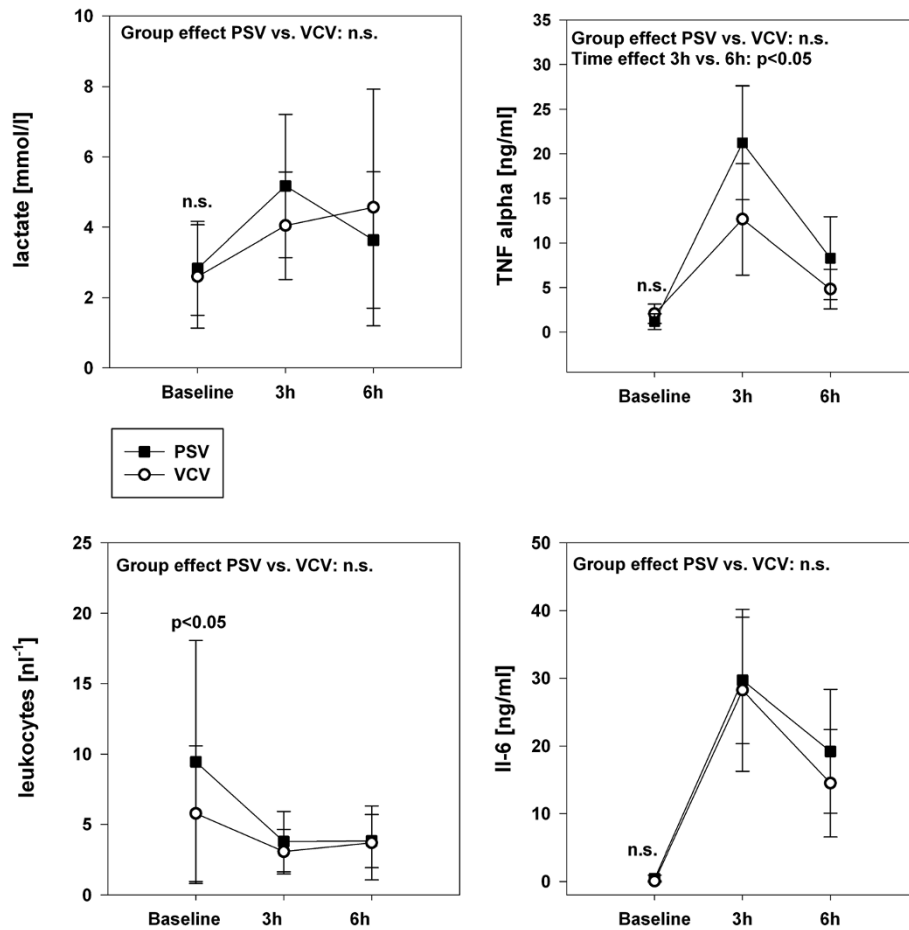 Group effect PSV vs. VCV: n.s.
lactate [mmol/l]
10
8
6
4
2
0
n.s.
Baseline 3h 6h
Group effect PSV vs. VCV: n.s.
Time effect 3h vs. 6h: p<0.05
TNF alpha [ng/ml]
35
30
25
20
15
10
5
0
n.s.
Baseline 3h 6h
PSV
VCV
Group effect PSV vs. VCV: n.s.
leukocytes [nl⁻¹]
25
20
15
10
5
0
p<0.05
Baseline 3h 6h
Group effect PSV vs. VCV: n.s.
Il-6 [ng/ml]
50
40
30
20
10
0
n.s.
Baseline 3h 6h